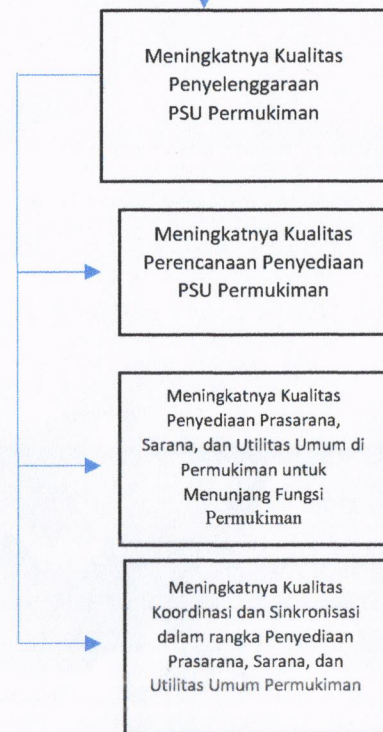 Meningkatnya Kualitas
Penyelenggaraan
PSU Permukiman
Meningkatnya Kualitas
Perencanaan Penyediaan
PSU Permukiman
Meningkatnya Kualitas
Penyediaan Prasarana,
Sarana, dan Utilitas Umum di
Permukiman untuk
Menunjang Fungsi
Permukiman
Meningkatnya Kualitas
Koordinasi dan Sinkronisasi
dalam rangka Penyediaan
Prasarana, Sarana, dan
Utilitas Umum Permukiman